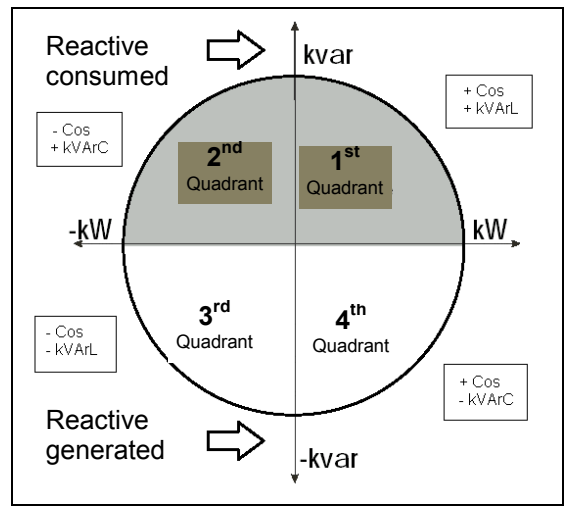 Reactive
consumed
kvar
+ Cos
+ kVArL
- Cos
+ kVArC
2nd
Quadrant
1st
Quadrant
-kW
kW
3rd
Quadrant
4th
Quadrant
- Cos
- kVArL
+ Cos
- kVArC
Reactive
generated
-kvar